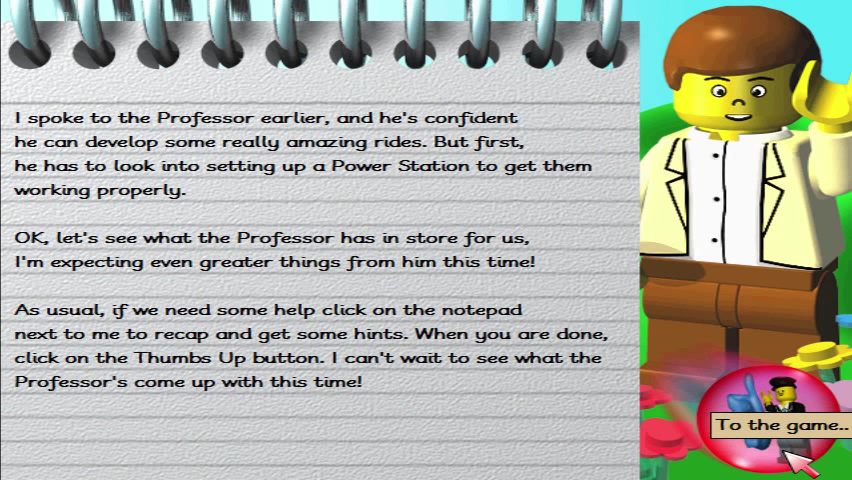 I spoke to the Professor earlier, and he's confident
he can develop some really amazing rides. But first,
he has to look into setting up a Power Station to get them
working properly.
OK, let's see what the Professor has in store for us,
I'm expecting even greater things from him this time!
As usual, if we need some help click on the notepad
next to me to recap and get some hints. When you are done,
click on the Thumbs Up button. I can't wait to see what the
Professor's come up with this time!
To the game..